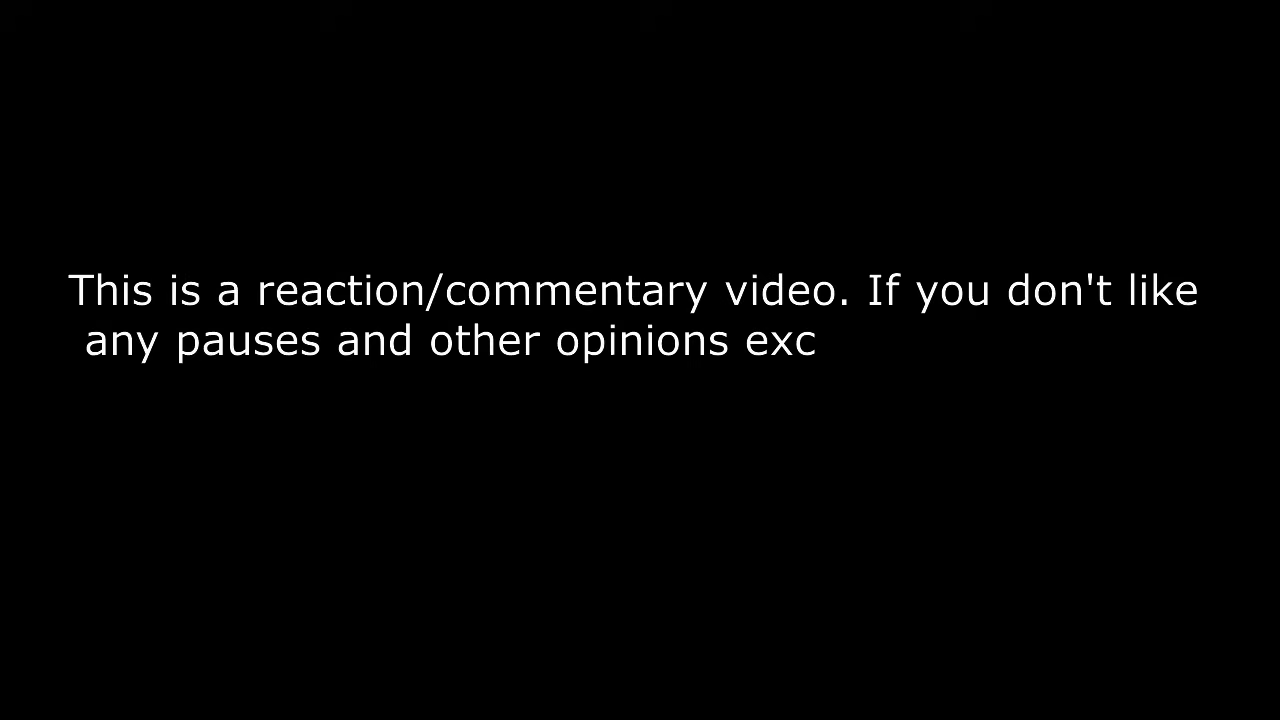 This is a reaction/commentary video. If you don't like
any pauses and other opinions exc